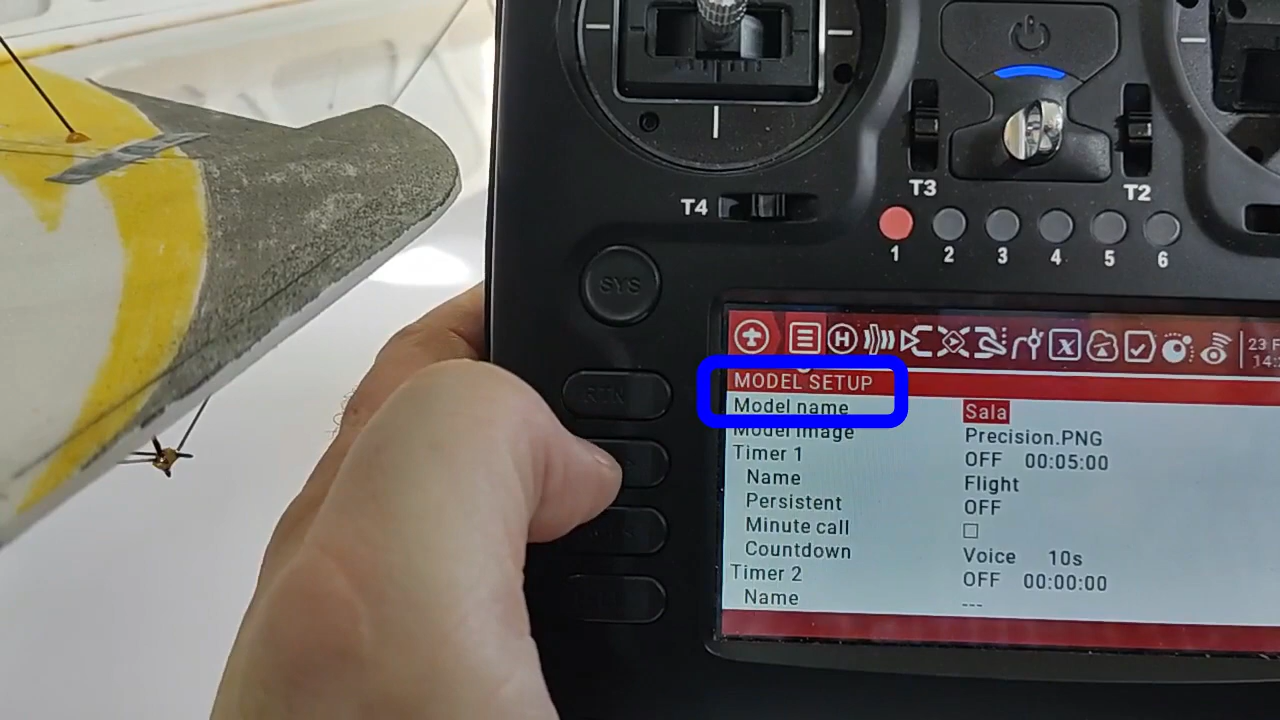 T4
T3
T2
1 2 3 4 5 6
SYS
RTN
23 F
MODEL SETUP
Model name Sala
Model image Precision.PNG
Timer 1 OFF 00:05:00
Name Flight
Persistent OFF
Minute call
Countdown Voice 10s
Timer 2 OFF 00:00:00
Name ---